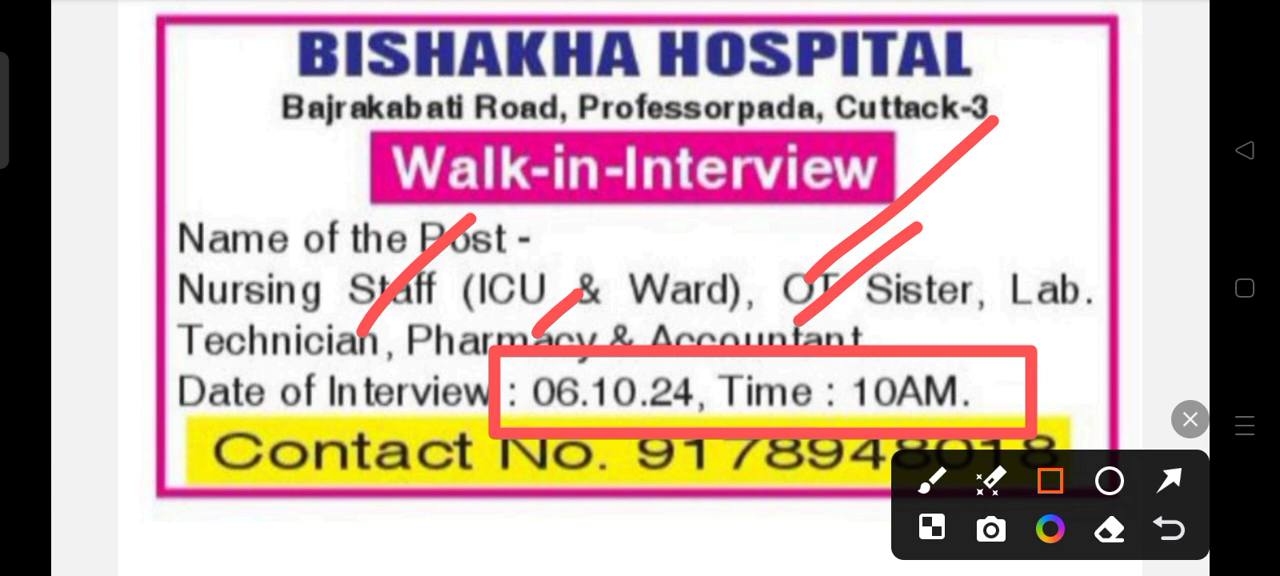 BISHAKHA HOSPITAL
Bajrakabati Road, Professorpada, Cuttack-3
Walk-in-Interview
Name of the Post -
Nursing Staff (ICU & Ward), OT Sister, Lab.
Technician, Pharmacy & Accountant
Date of Interview : 06.10.24, Time : 10AM.
Contact No. 9178948018